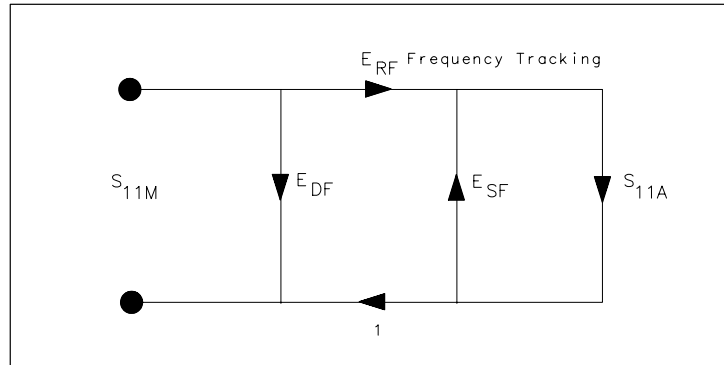 E_RF Frequency Tracking
S_11M
E_DF
E_SF
S_11A
1